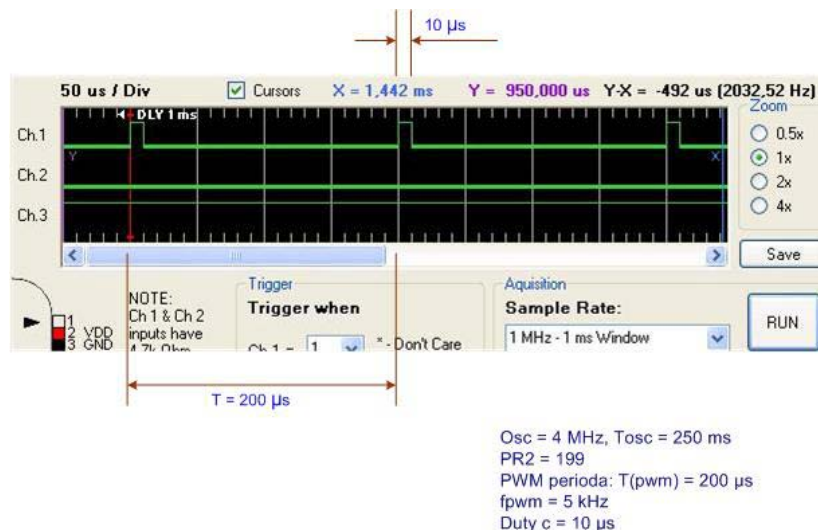 10 µs
50 us / Div Cursors X = 1,442 ms Y = 950,000 us Y-X = -492 us (2032,52 Hz)
DLY 1 ms
Zoom
Ch.1
0.5x
Y X
1x
Ch.2
2x
Ch.3
4x
Save
Trigger
Aquisition
NOTE:
Ch 1 & Ch 2
inputs have
Trigger when
Sample Rate:
RUN
1
2 VDD
3 GND
Ch 1 = 1 * - Don't Care
1 MHz - 1 ms Window
4.7k Ohm
T = 200 µs
Osc = 4 MHz, Tosc = 250 ms
PR2 = 199
PWM perioda: T(pwm) = 200 µs
fpwm = 5 kHz
Duty c = 10 µs